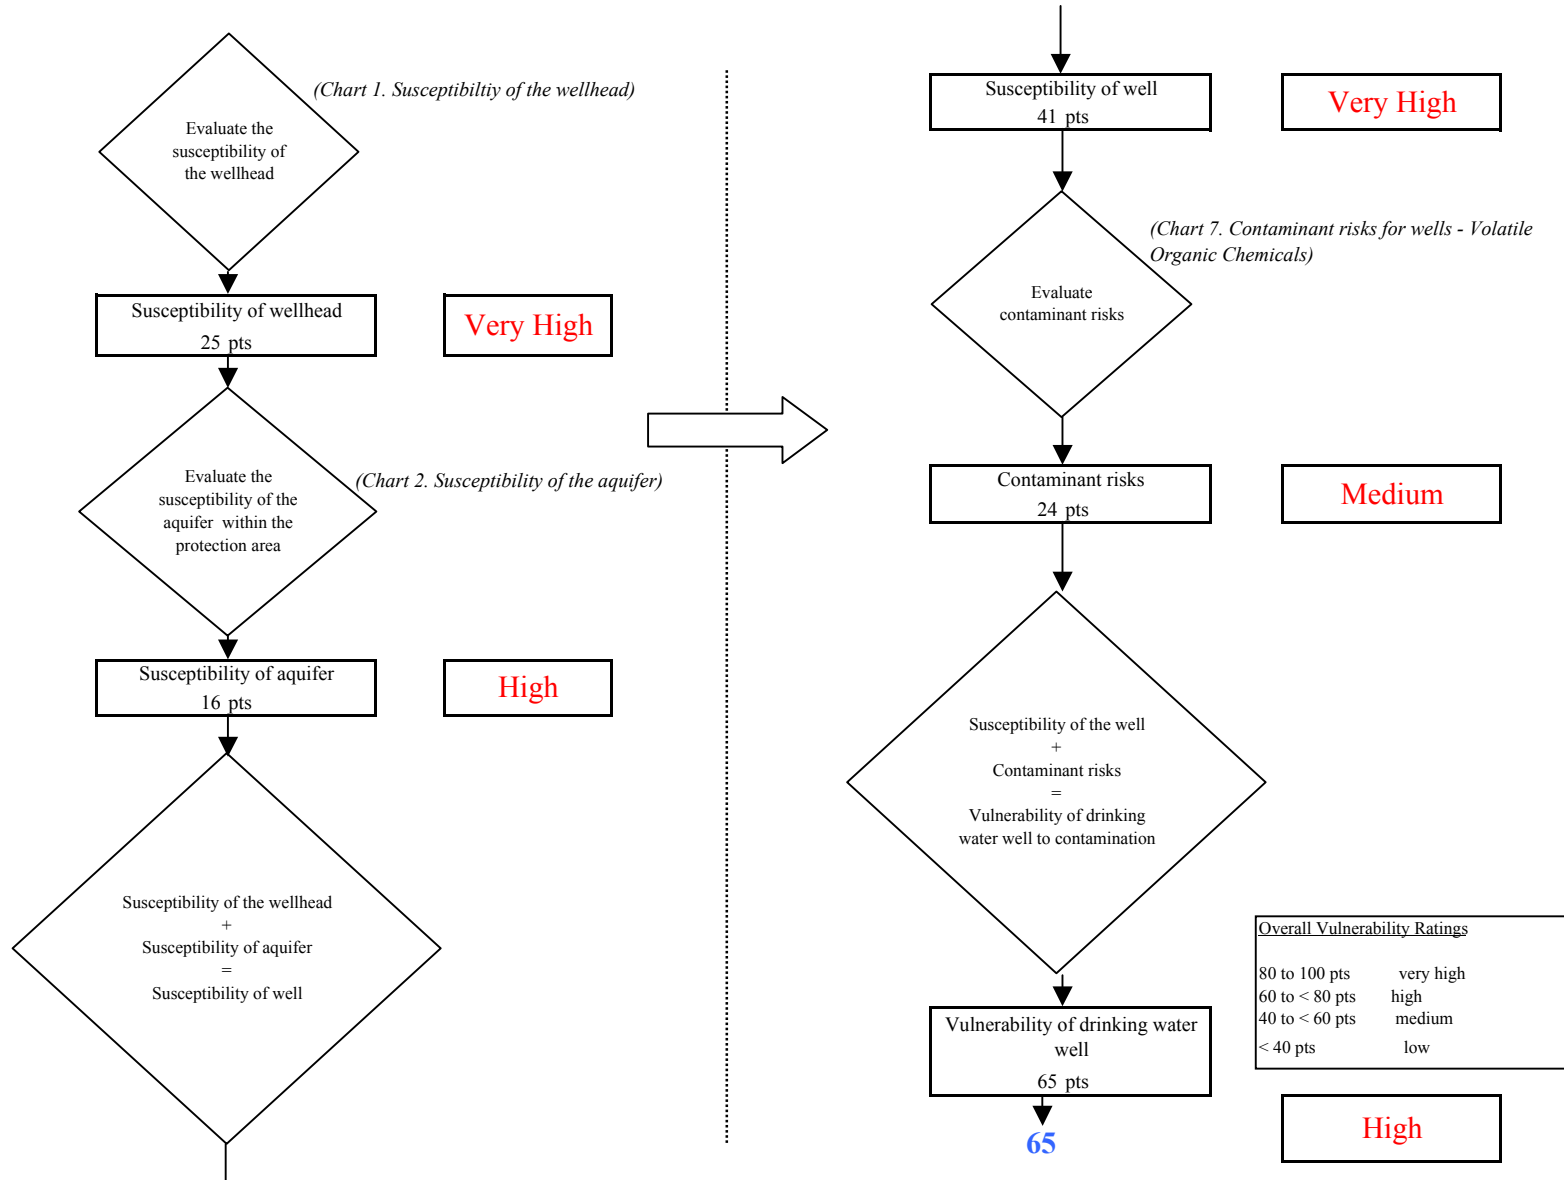 (Chart 1. Susceptibiltiy of the wellhead)
Evaluate the
susceptibility of
the wellhead
Susceptibility of wellhead
25 pts
Very High
(Chart 2. Susceptibility of the aquifer)
Evaluate the
susceptibility of the
aquifer within the
protection area
Susceptibility of aquifer
16 pts
High
Susceptibility of the wellhead
+
Susceptibility of aquifer
=
Susceptibility of well
Susceptibility of well
41 pts
Very High
(Chart 7. Contaminant risks for wells - Volatile
Organic Chemicals)
Evaluate
contaminant risks
Contaminant risks
24 pts
Medium
Susceptibility of the well
+
Contaminant risks
=
Vulnerability of drinking
water well to contamination
Overall Vulnerability Ratings
80 to 100 pts very high
60 to < 80 pts high
40 to < 60 pts medium
< 40 pts low
Vulnerability of drinking water
well
65 pts
65
High